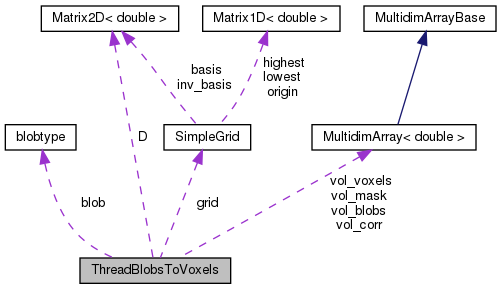 Matrix2D< double >
Matrix1D< double >
MultidimArrayBase
basis
inv_basis
highest
lowest
origin
blobtype
D
SimpleGrid
MultidimArray< double >
blob
grid
vol_voxels
vol_mask
vol_blobs
vol_corr
ThreadBlobsToVoxels